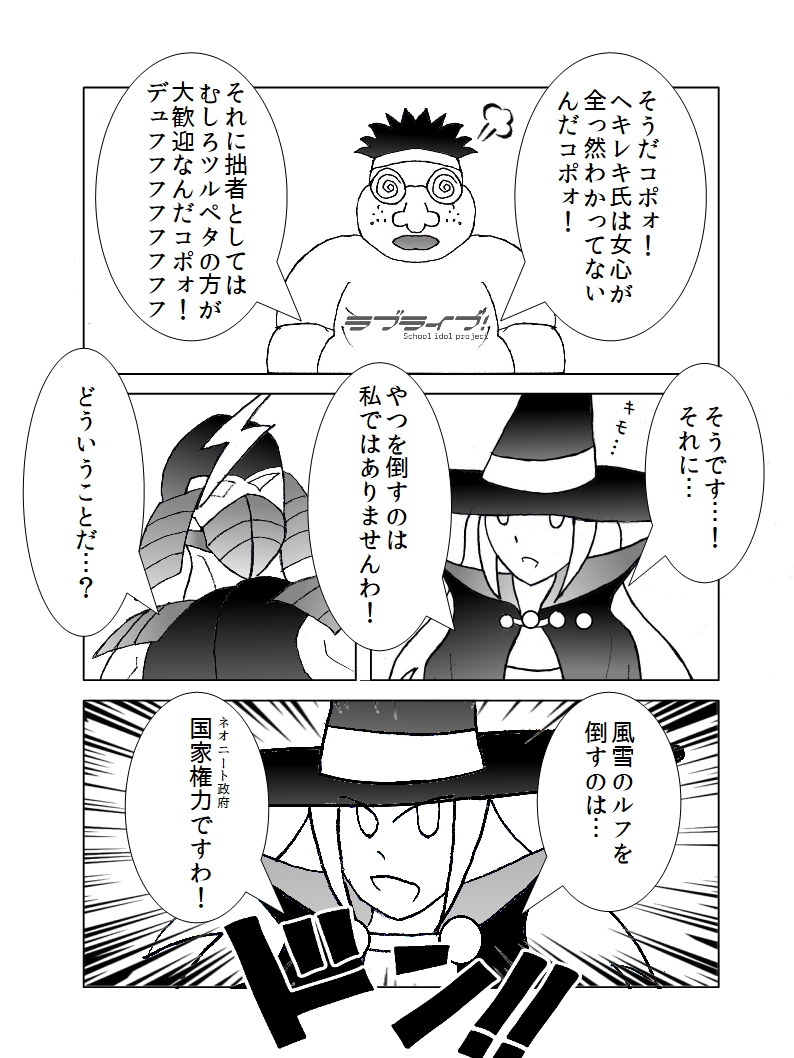 そうだコポォ！
ヘキレキ氏は女心が
全っ然わかってない
んだコポォ！
それに拙者としては
むしろツルペタの方が
大歓迎なんだコポォ！
デュフフフフフフフフ
ラブライブ!
School idol project
そうです…！
それに…
キモ…
やつを倒すのは
私ではありませんわ！
どういうことだ…？
風雪のルフを
倒すのは…
ネオニート政府
国家権力ですわ！
ドン!!